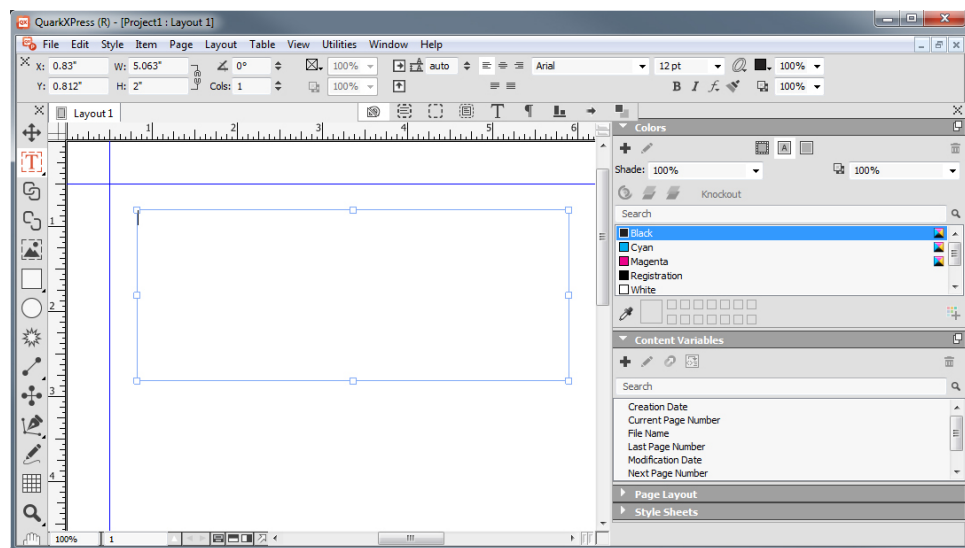 QuarkXPress (R) - [Project1 : Layout 1]
File Edit Style Item Page Layout Table View Utilities Window Help
X: 0.83" W: 5.063" 0° 100% auto Arial 12 pt 100%
Y: 0.812" H: 2" Cols: 1 100% B I 100%
Layout 1
1 2 3 4 5 6
1
2
3
4
100% 1
Colors
Shade: 100% 100%
Knockout
Search
Black
Cyan
Magenta
Registration
White
Content Variables
Search
Creation Date
Current Page Number
File Name
Last Page Number
Modification Date
Next Page Number
Page Layout
Style Sheets